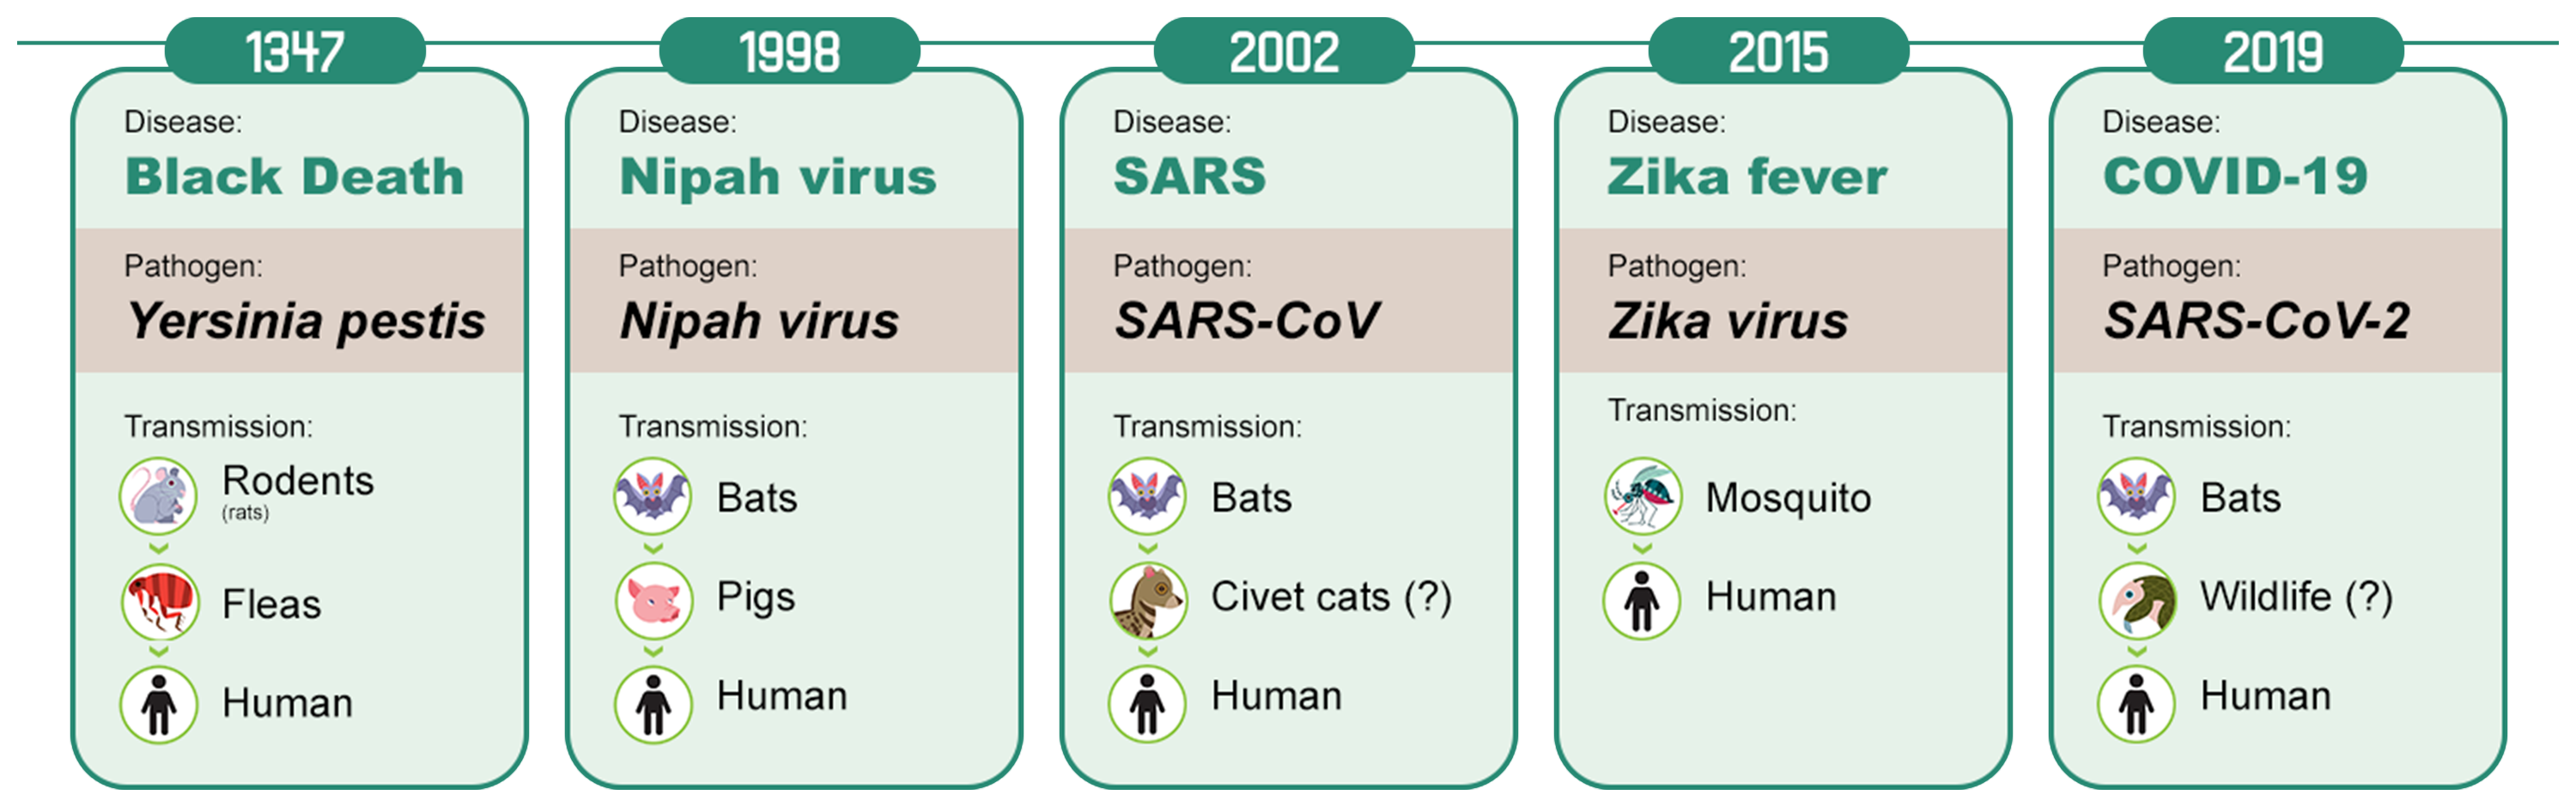 1347
Disease:
Black Death
Pathogen:
Yersinia pestis
Transmission:
Rodents
(rats)
Fleas
Human
1998
Disease:
Nipah virus
Pathogen:
Nipah virus
Transmission:
Bats
Pigs
Human
2002
Disease:
SARS
Pathogen:
SARS-CoV
Transmission:
Bats
Civet cats (?)
Human
2015
Disease:
Zika fever
Pathogen:
Zika virus
Transmission:
Mosquito
Human
2019
Disease:
COVID-19
Pathogen:
SARS-CoV-2
Transmission:
Bats
Wildlife (?)
Human